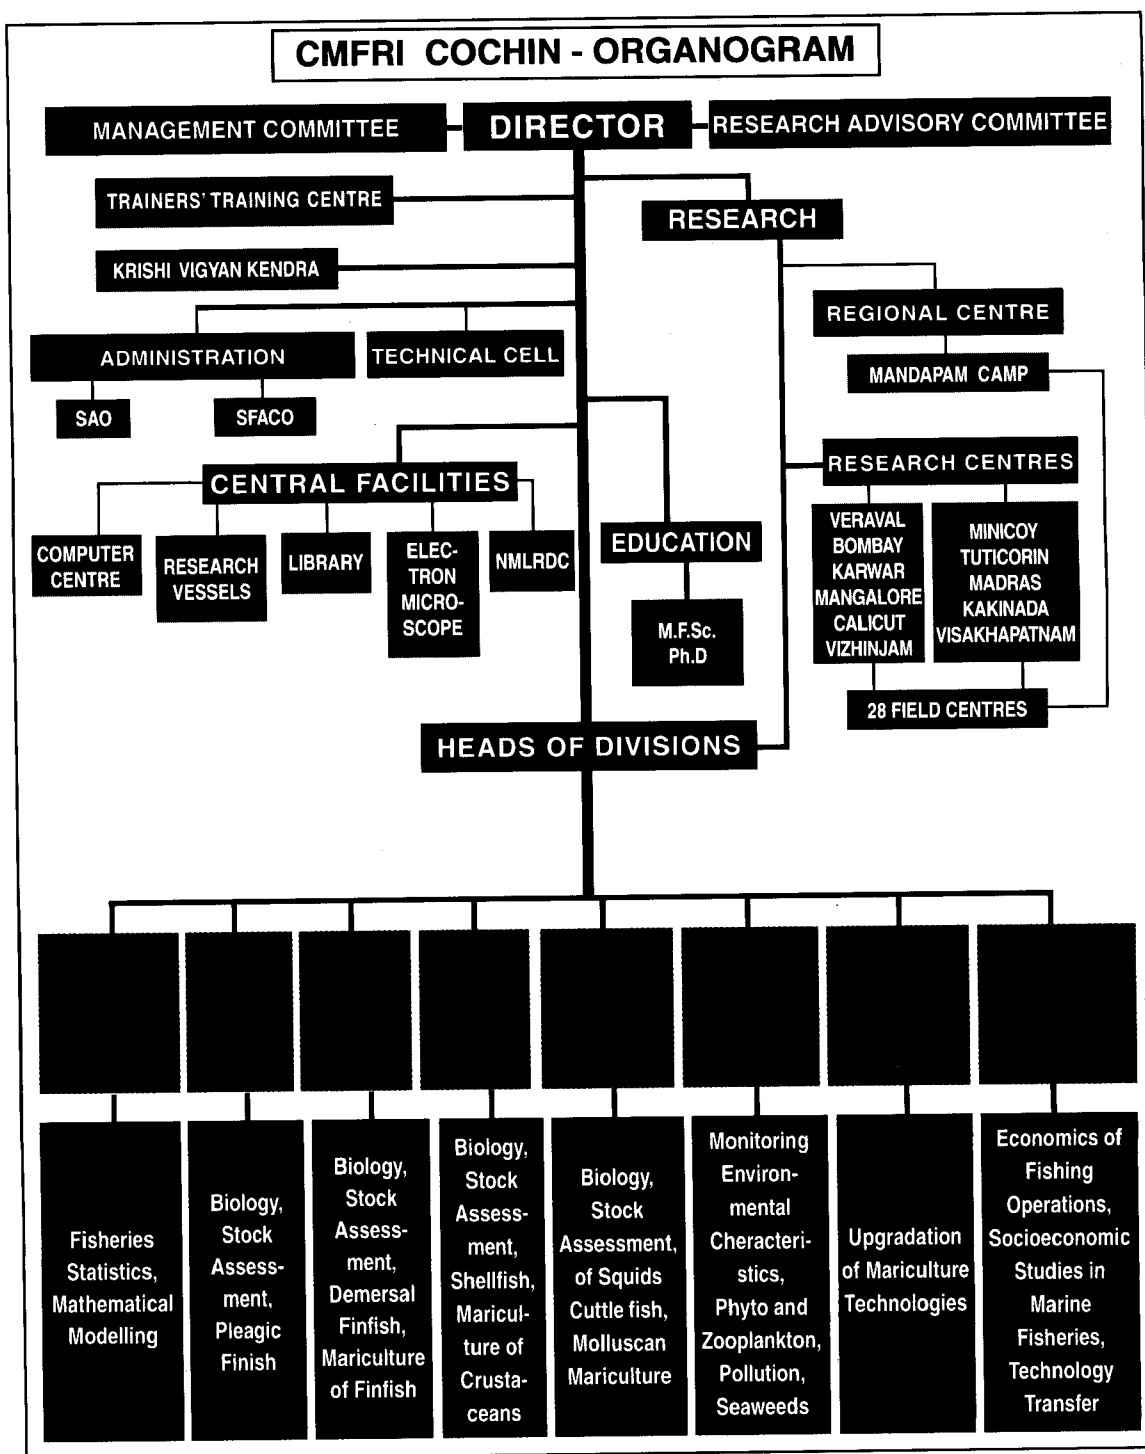 CMFRI COCHIN - ORGANOGRAM
MANAGEMENT COMMITTEE
DIRECTOR
RESEARCH ADVISORY COMMITTEE
TRAINERS' TRAINING CENTRE
RESEARCH
KRISHI VIGYAN KENDRA
REGIONAL CENTRE
ADMINISTRATION
TECHNICAL CELL
MANDAPAM CAMP
SAO
SFACO
RESEARCH CENTRES
CENTRAL FACILITIES
COMPUTER
CENTRE
RESEARCH
VESSELS
LIBRARY
ELEC-
TRON
MICRO-
SCOPE
NMLRDC
EDUCATION
M.F.Sc.
Ph.D
VERAVAL
BOMBAY
KARWAR
MANGALORE
CALICUT
VIZHINJAM
MINICOY
TUTICORIN
MADRAS
KAKINADA
VISAKHAPATNAM
28 FIELD CENTRES
HEADS OF DIVISIONS
Fisheries
Statistics,
Mathematical
Modelling
Biology,
Stock
Assess-
ment,
Pleagic
Finish
Biology,
Stock
Assess-
ment,
Demersal
Finfish,
Mariculture
of Finfish
Biology,
Stock
Assess-
ment,
Shellfish,
Maricul-
ture of
Crusta-
ceans
Biology,
Stock
Assessment,
of Squids
Cuttle fish,
Molluscan
Mariculture
Monitoring
Environ-
mental
Cheracteri-
stics,
Phyto and
Zooplankton,
Pollution,
Seaweeds
Upgradation
of Mariculture
Technologies
Economics of
Fishing
Operations,
Socioeconomic
Studies in
Marine
Fisheries,
Technology
Transfer